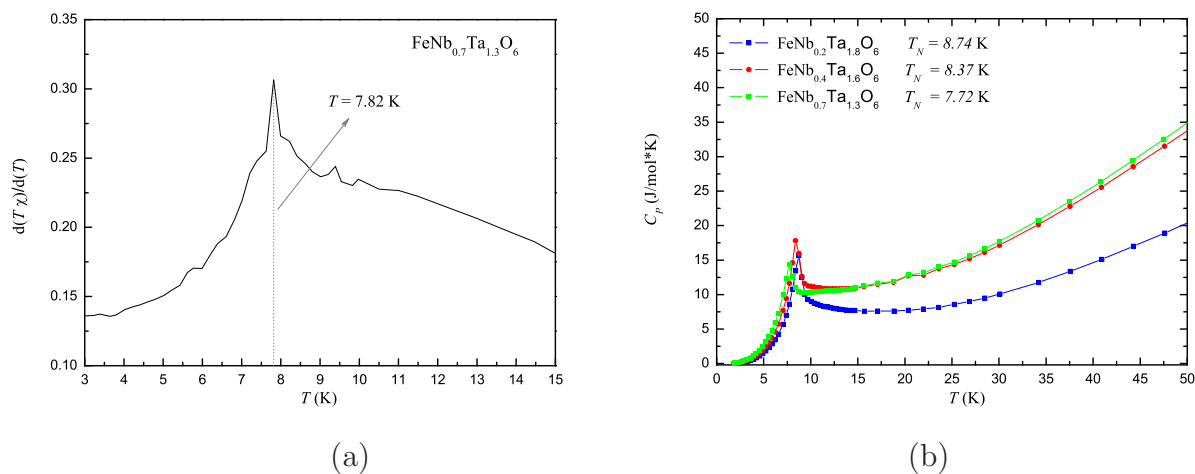 FeNb0.7Ta1.3O6
T = 7.82 K
d(T χ)/d(T)
0.35
0.30
0.25
0.20
0.15
0.10
3 4 5 6 7 8 9 10 11 12 13 14 15
T (K)
(a)
FeNb0.2Ta1.8O6 TN = 8.74 K
FeNb0.4Ta1.6O6 TN = 8.37 K
FeNb0.7Ta1.3O6 TN = 7.72 K
CP (J/mol*K)
50
45
40
35
30
25
20
15
10
5
0
0 5 10 15 20 25 30 35 40 45 50
T (K)
(b)